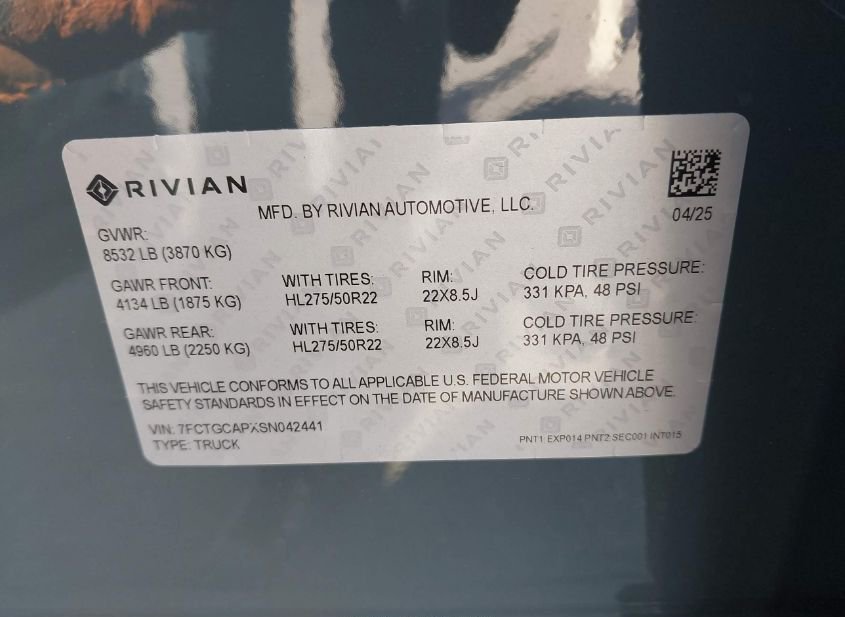 RIVIAN
MFD. BY RIVIAN AUTOMOTIVE, LLC.
04/25
GVWR:
8532 LB (3870 KG)
GAWR FRONT: WITH TIRES: RIM: COLD TIRE PRESSURE:
4134 LB (1875 KG) HL275/50R22 22X8.5J 331 KPA, 48 PSI
GAWR REAR: WITH TIRES: RIM: COLD TIRE PRESSURE:
4960 LB (2250 KG) HL275/50R22 22X8.5J 331 KPA, 48 PSI
THIS VEHICLE CONFORMS TO ALL APPLICABLE U.S. FEDERAL MOTOR VEHICLE
SAFETY STANDARDS IN EFFECT ON THE DATE OF MANUFACTURE SHOWN ABOVE.
VIN: 7FCTGCAPXSN042441
TYPE: TRUCK
PNT1 EXP014 PNT2 SEC001 INT015